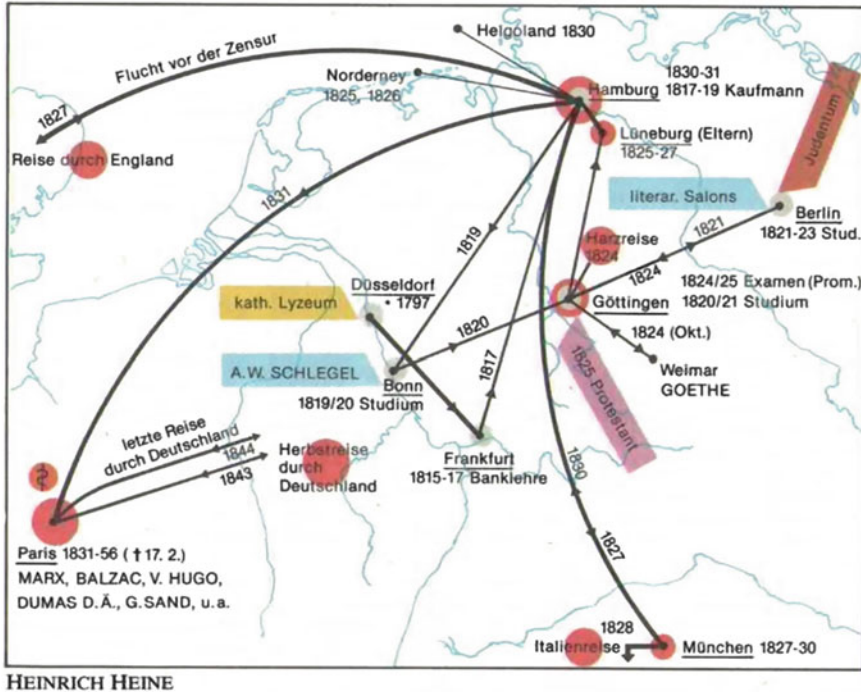 Helgoland 1830
Flucht vor der Zensur
Norderney
1825, 1826
1830-31
Hamburg 1817-19 Kaufmann
1827
Lüneburg (Eltern)
1825-27
Judentum
Reise durch England
1831
literar. Salons
Berlin
1821-23 Stud.
1819
Harzreise
1824
1821
1824
Düsseldorf
* 1797
kath. Lyzeum
1824/25 Examen (Prom.)
Göttingen 1820/21 Studium
1820
1824 (Okt.)
A.W. SCHLEGEL
Bonn
1819/20 Studium
1817
1825 Protestant
Weimar
GOETHE
letzte Reise
durch Deutschland
1844
1843
Herbstreise
durch
Deutschland
Frankfurt
1815-17 Banklehre
1830
1827
Paris 1831-56 († 17. 2.)
MARX, BALZAC, V. HUGO,
DUMAS D.Ä., G. SAND, u. a.
1828
Italienreise
München 1827-30
HEINRICH HEINE